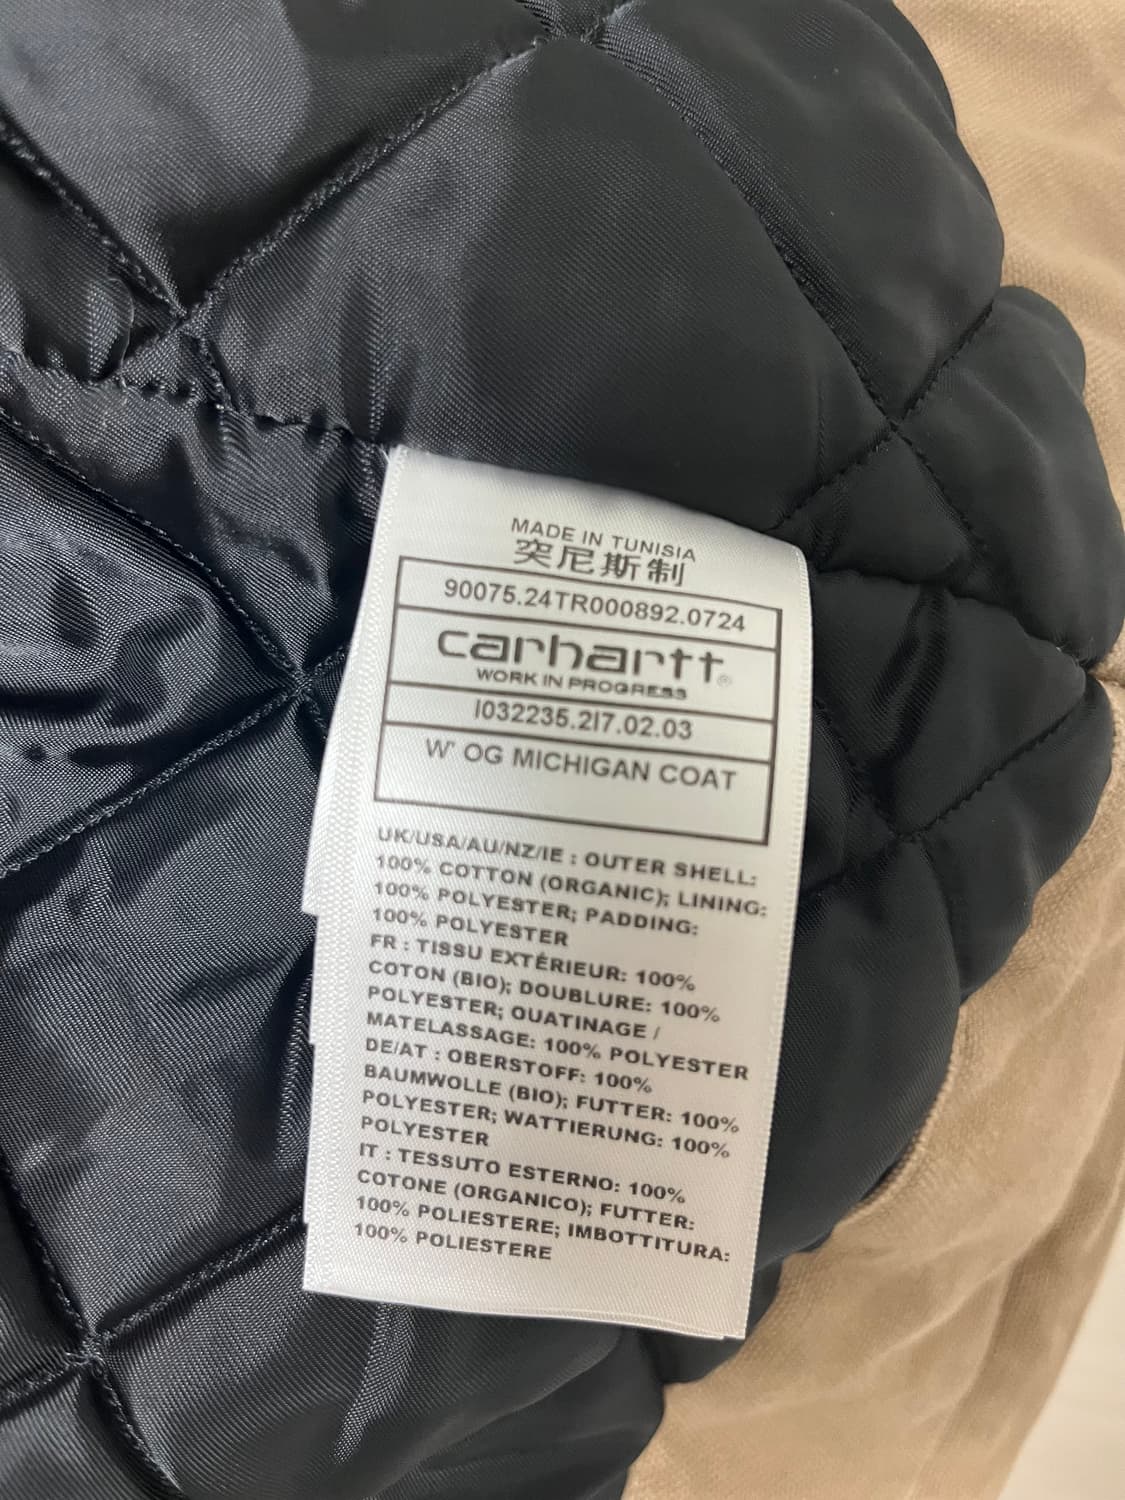 MADE IN TUNISIA
突尼斯制
90075.24TR000892.0724
carhartt®
WORK IN PROGRESS
I032235.2I7.02.03
W' OG MICHIGAN COAT
UK/USA/AU/NZ/IE : OUTER SHELL:
100% COTTON (ORGANIC); LINING:
100% POLYESTER; PADDING:
100% POLYESTER
FR : TISSU EXTÉRIEUR: 100%
COTON (BIO); DOUBLURE: 100%
POLYESTER; OUATINAGE /
MATELASSAGE: 100% POLYESTER
DE/AT : OBERSTOFF: 100%
BAUMWOLLE (BIO); FUTTER: 100%
POLYESTER; WATTIERUNG: 100%
POLYESTER
IT : TESSUTO ESTERNO: 100%
COTONE (ORGANICO); FUTTER:
100% POLIESTERE; IMBOTTITURA:
100% POLIESTERE